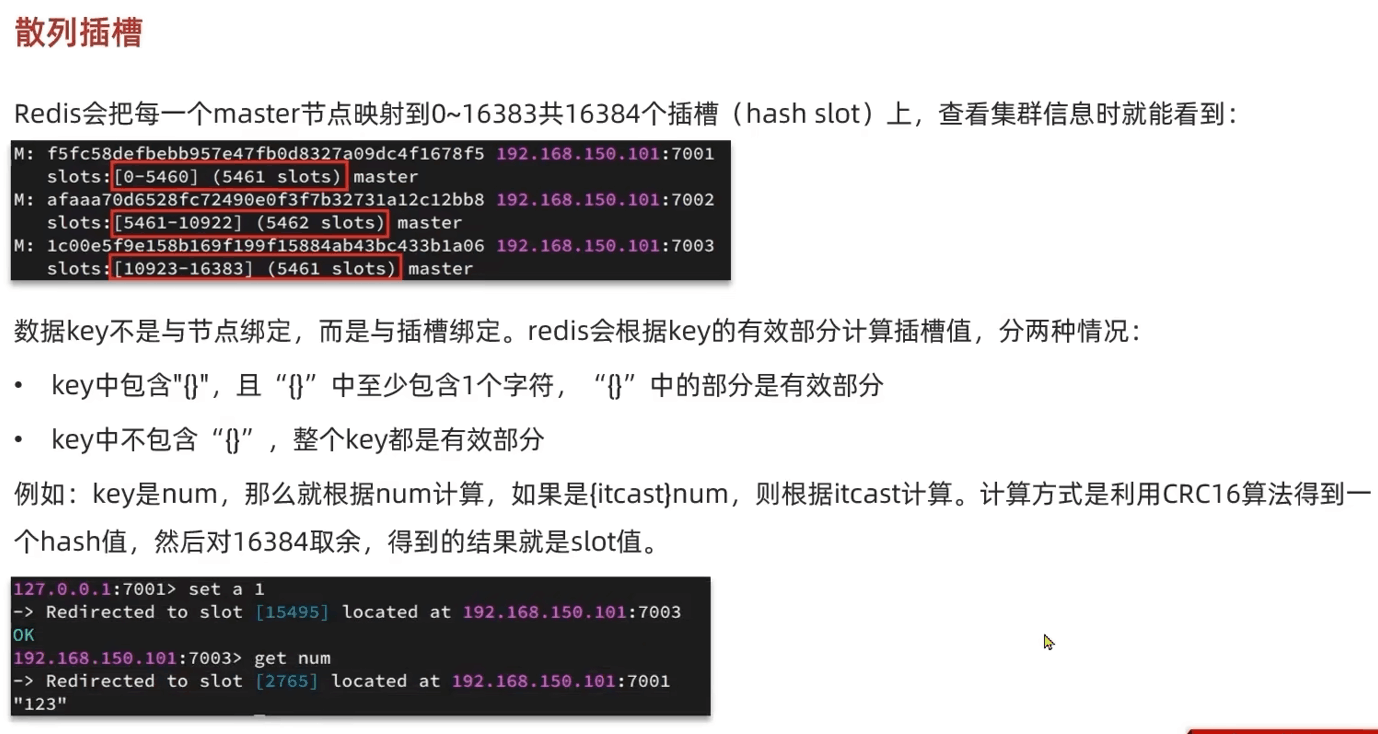 散列插槽
Redis会把每一个master节点映射到0~16383共16384个插槽（hash slot）上，查看集群信息时就能看到：
M: f5fc58defbebb957e47fb0d8327a09dc4f1678f5 192.168.150.101:7001
slots:[0-5460] (5461 slots) master
M: afaaa70d6528fc72490e0f3f7b32731a12c12bb8 192.168.150.101:7002
slots:[5461-10922] (5462 slots) master
M: 1c00e5f9e158b169f199f15884ab43bc433b1a06 192.168.150.101:7003
slots:[10923-16383] (5461 slots) master
数据key不是与节点绑定，而是与插槽绑定。redis会根据key的有效部分计算插槽值，分两种情况：
• key中包含"{}"，且“{}”中至少包含1个字符，“{}”中的部分是有效部分
• key中不包含“{}”，整个key都是有效部分
例如：key是num，那么就根据num计算，如果是{itcast}num，则根据itcast计算。计算方式是利用CRC16算法得到一
个hash值，然后对16384取余，得到的结果就是slot值。
127.0.0.1:7001> set a 1
-> Redirected to slot [15495] located at 192.168.150.101:7003
OK
192.168.150.101:7003> get num
-> Redirected to slot [2765] located at 192.168.150.101:7001
"123"